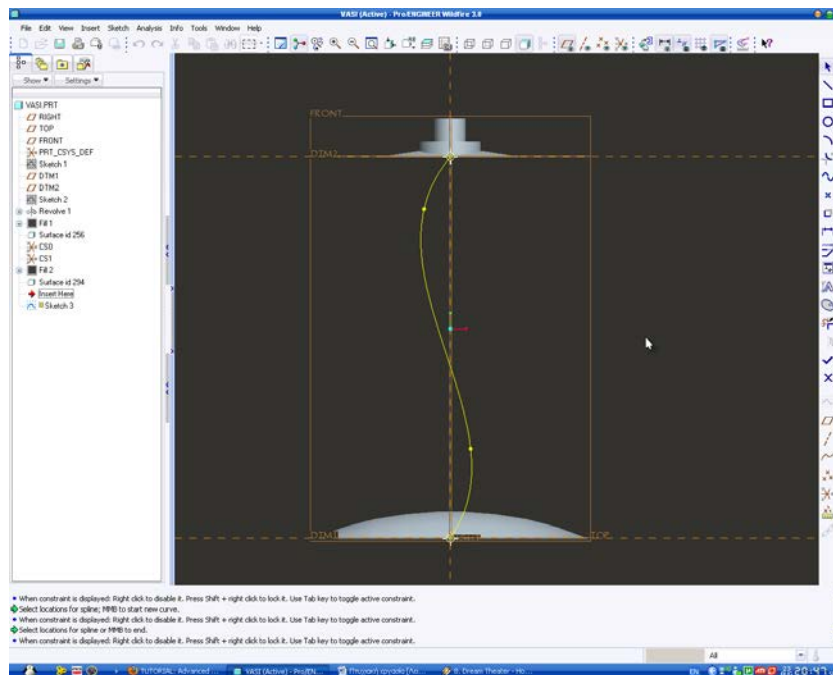 VASI (Active) - Pro/ENGINEER Wildfire 3.0
File Edit View Insert Sketch Analysis Info Tools Window Help
Show Settings
VASI.PRT
RIGHT
TOP
FRONT
PRT_CSYS_DEF
Sketch 1
DTM1
DTM2
Sketch 2
Revolve 1
Fill 1
Surface id 256
CS0
CS1
Fill 2
Surface id 294
Insert Here
Sketch 3
FRONT
DTM2
DTM1
TOP
When constraint is displayed: Right click to disable it. Press Shift + right click to lock it. Use Tab key to toggle active constraint.
Select locations for spline; MMB to start new curve.
When constraint is displayed: Right click to disable it. Press Shift + right click to lock it. Use Tab key to toggle active constraint.
Select locations for spline or MMB to end.
When constraint is displayed: Right click to disable it. Press Shift + right click to lock it. Use Tab key to toggle active constraint.
All
TUTORIAL: Advanced ... VASI (Active) - Pro/EN... Πτυχιακή εργασία 8. Dream Theater - Ho... EN 20:47